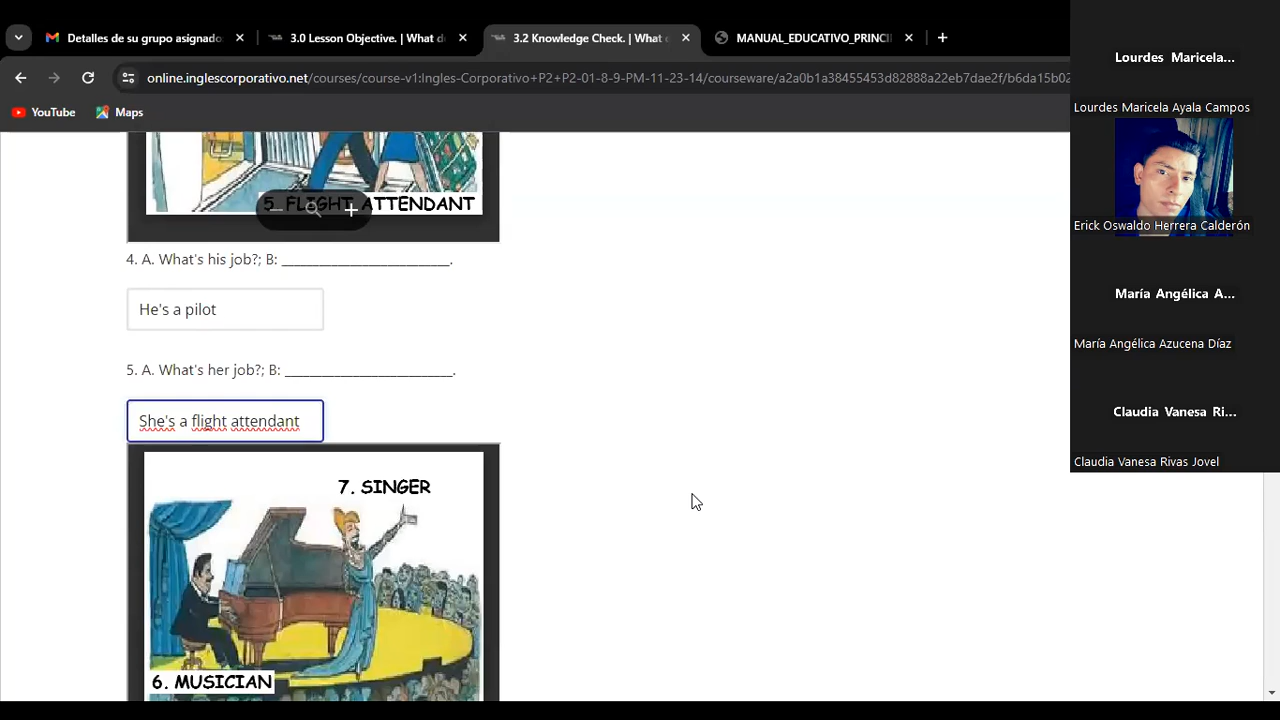 Detalles de su grupo asignado
3.0 Lesson Objective. | What d
3.2 Knowledge Check. | What
MANUAL_EDUCATIVO_PRINCI
online.inglescorporativo.net/courses/course-v1:Ingles-Corporativo+P2+P2-01-8-9-PM-11-23-14/courseware/a2a0b1a38455453d82888a22eb7dae2f/b6da15b02
YouTube
Maps
5. FLIGHT ATTENDANT
4. A. What's his job?; B: ___________________________.
He's a pilot
5. A. What's her job?; B: ___________________________.
She's a flight attendant
7. SINGER
6. MUSICIAN
Lourdes Maricela...
Lourdes Maricela Ayala Campos
Erick Oswaldo Herrera Calderón
María Angélica A...
María Angélica Azucena Díaz
Claudia Vanesa Ri...
Claudia Vanesa Rivas Jovel